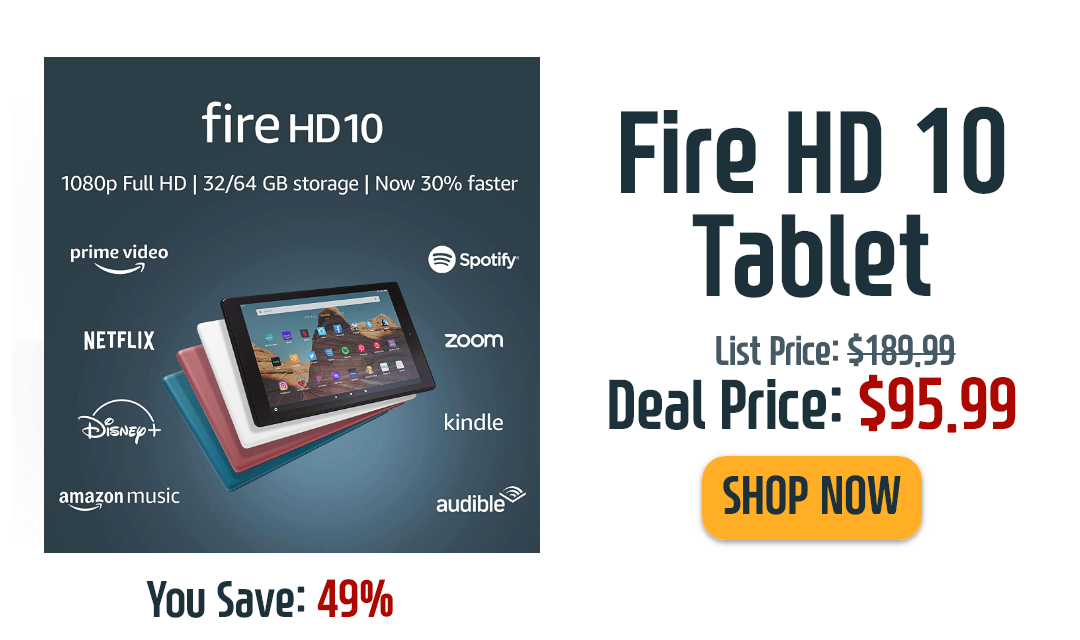 fire HD 10
1080p Full HD | 32/64 GB storage | Now 30% faster
prime video
Spotify
NETFLIX
zoom
Disney+
kindle
amazon music
audible
You Save: 49%
Fire HD 10
Tablet
List Price: $189.99
Deal Price: $95.99
SHOP NOW